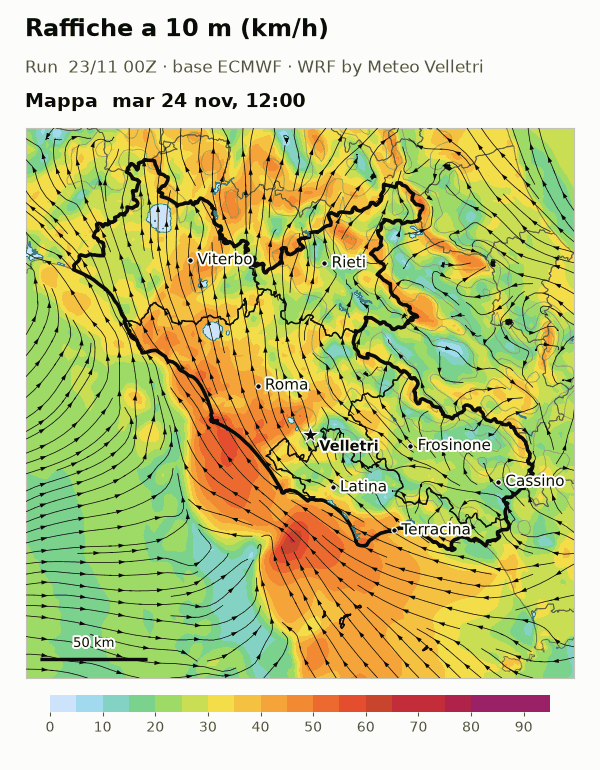 Raffiche a 10 m (km/h)
Run  23/11 00Z · base ECMWF · WRF by Meteo Velletri
Mappa  mar 24 nov, 12:00
Viterbo
Rieti
Roma
Velletri
Frosinone
Latina
Cassino
Terracina
50 km
0 10 20 30 40 50 60 70 80 90